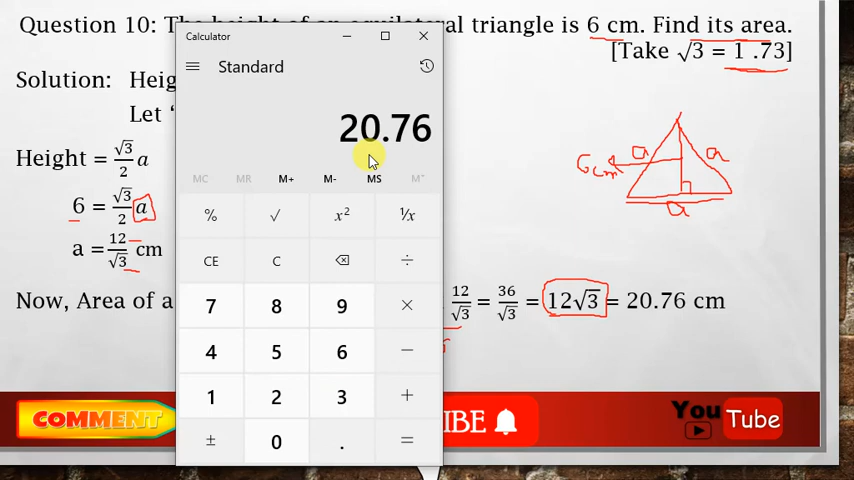 Question 10: The height of an equilateral triangle is 6 cm. Find its area.
[Take √3 = 1 .73]
Solution: Heig
Let ‘
Height = √3/2 a
6 = √3/2 a
a = 12/√3 cm
Now, Area of a
12/√3 = 36/√3 = 12√3 = 20.76 cm
a
a
6cm
a
Calculator
Standard
20.76
MC MR M+ M- MS M˅
% √ x² ¹/x
CE C ⌫ ÷
7 8 9 ×
4 5 6 −
1 2 3 +
± 0 . =
COMMENT
IBE
You
Tube